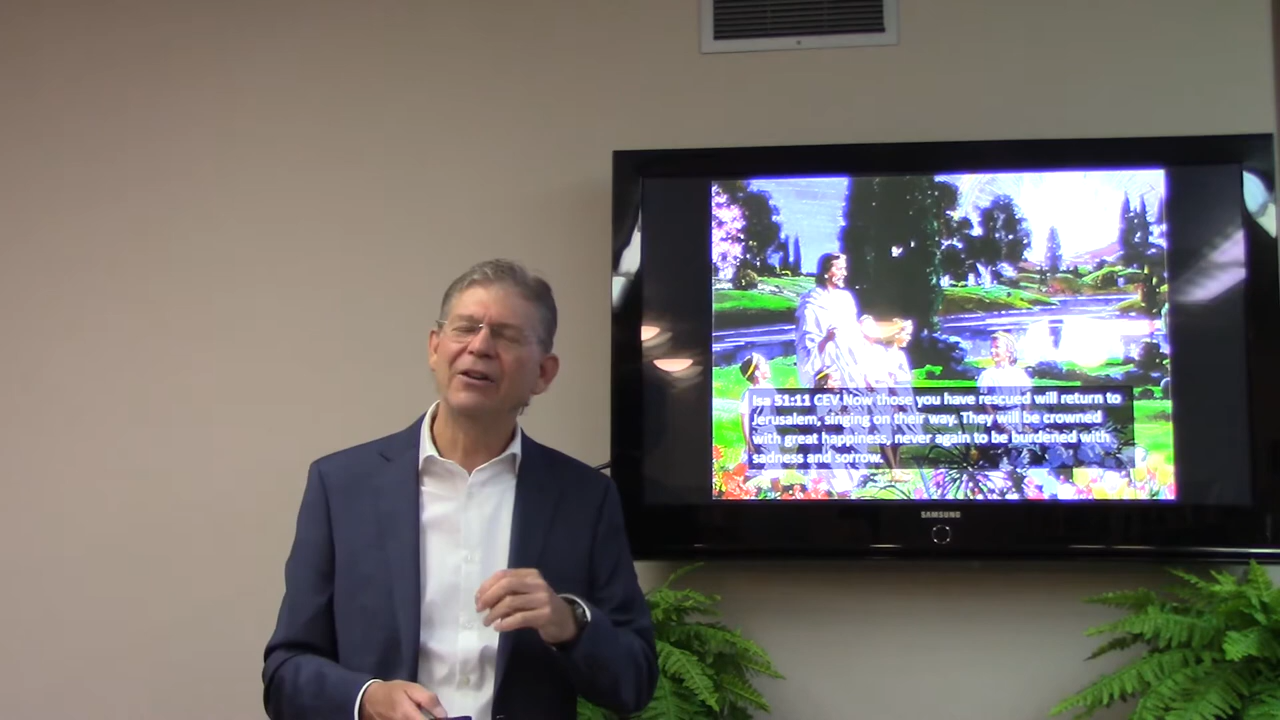 Isa 51:11 CEV Now those you have rescued will return to
Jerusalem, singing on their way. They will be crowned
with great happiness, never again to be burdened with
sadness and sorrow.
SAMSUNG